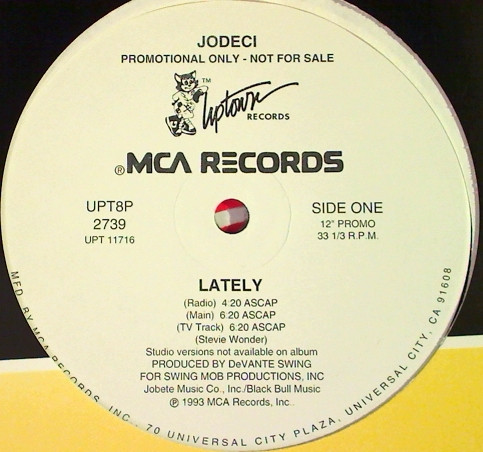 JODECI
PROMOTIONAL ONLY - NOT FOR SALE
TM
Uptown
RECORDS
®MCA RECORDS
UPT8P
2739
UPT 11716
SIDE ONE
12" PROMO
33 1/3 R.P.M.
LATELY
(Radio) 4:20 ASCAP
(Main) 6:20 ASCAP
(TV Track) 6:20 ASCAP
(Stevie Wonder)
Studio versions not available on album
PRODUCED BY DeVANTE SWING
FOR SWING MOB PRODUCTIONS, INC
Jobete Music Co., Inc./Black Bull Music
℗ 1993 MCA Records, Inc.
MFD. BY MCA RECORDS, INC., 70 UNIVERSAL CITY PLAZA, UNIVERSAL CITY, CA 91608